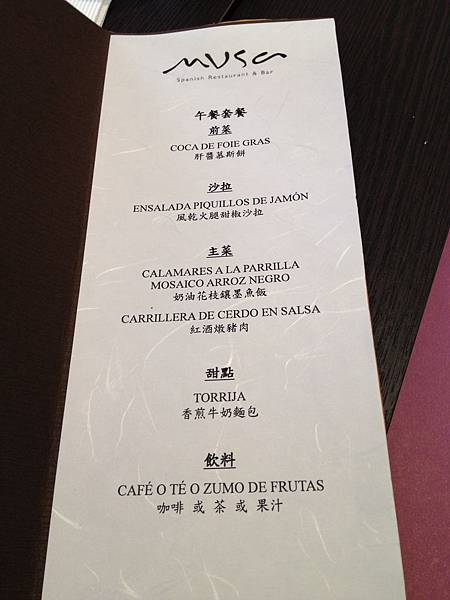 MVSA
Spanish Restaurant & Bar
午餐套餐
前菜
COCA DE FOIE GRAS
肝醬慕斯餅
沙拉
ENSALADA PIQUILLOS DE JAMÓN
風乾火腿甜椒沙拉
主菜
CALAMARES A LA PARRILLA
MOSAICO ARROZ NEGRO
奶油花枝鑲墨魚飯
CARRILLERA DE CERDO EN SALSA
紅酒燉豬肉
甜點
TORRIJA
香煎牛奶麵包
飲料
CAFÉ O TÉ O ZUMO DE FRUTAS
咖啡 或 茶 或 果汁